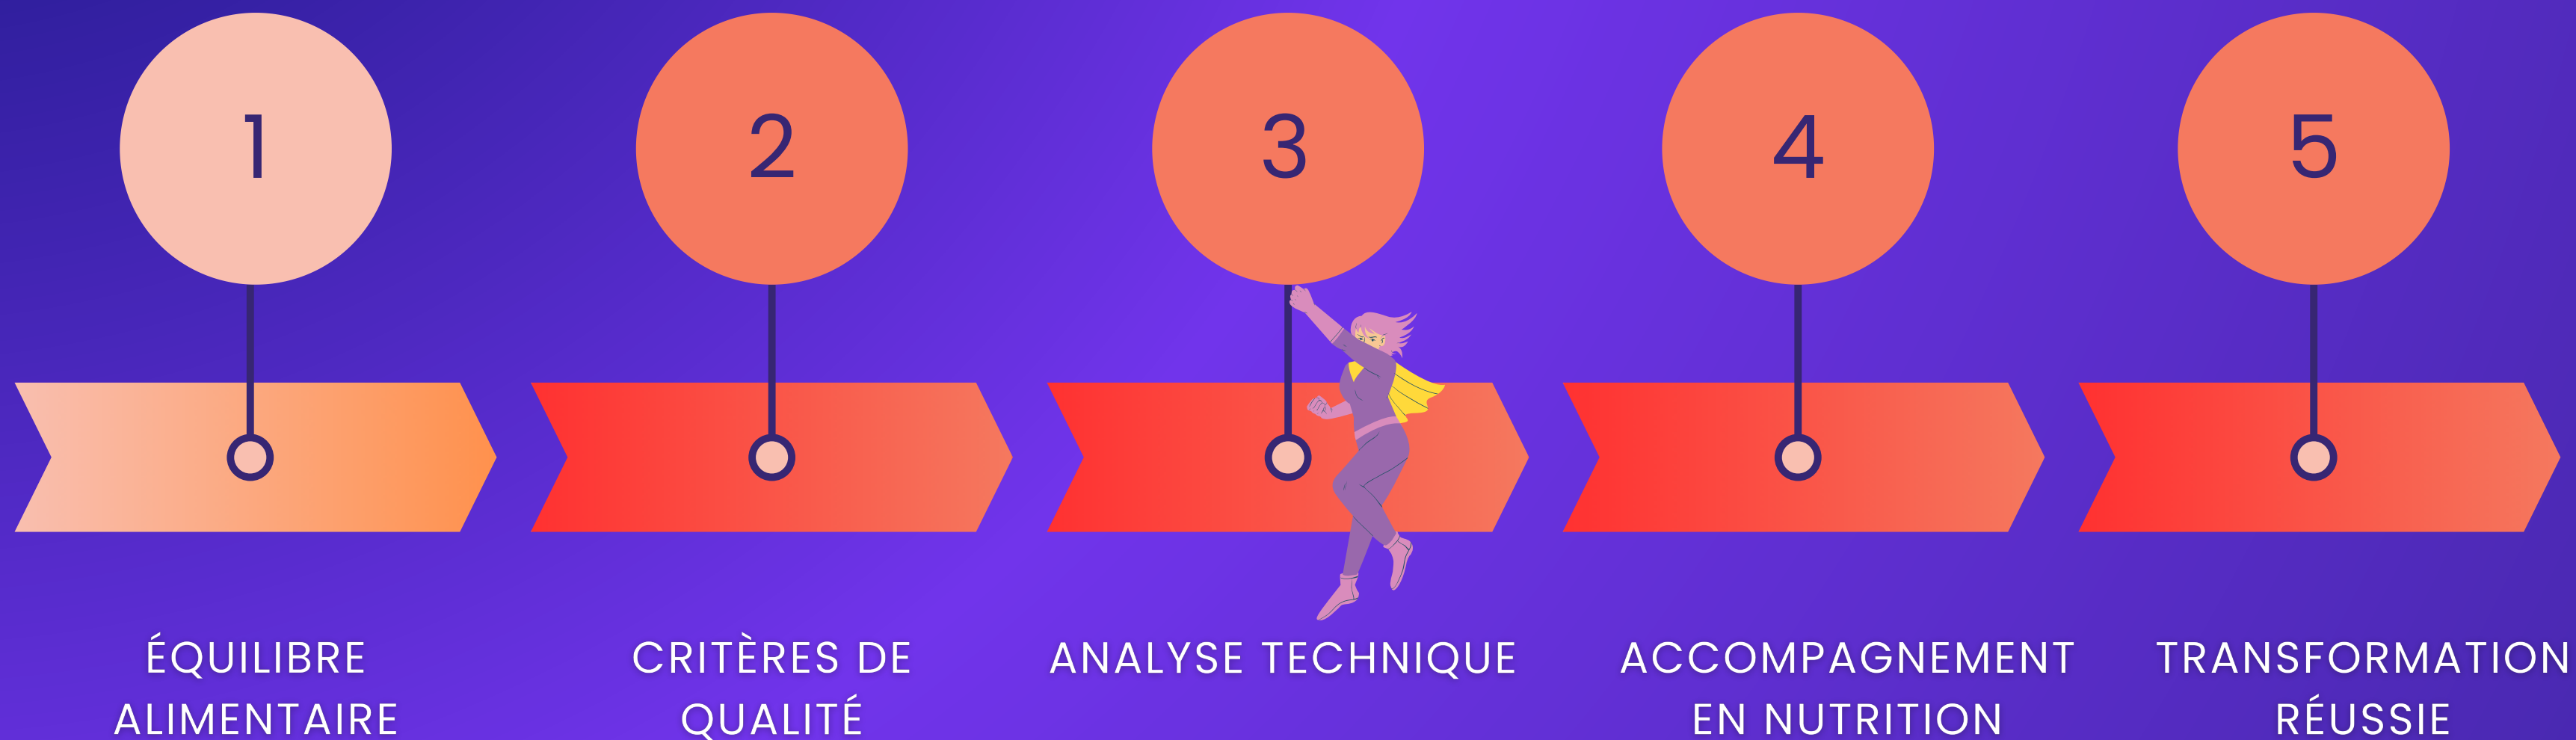 1
2
3
4
5
ÉQUILIBRE
ALIMENTAIRE
CRITÈRES DE
QUALITÉ
ANALYSE TECHNIQUE
ACCOMPAGNEMENT
EN NUTRITION
TRANSFORMATION
RÉUSSIE